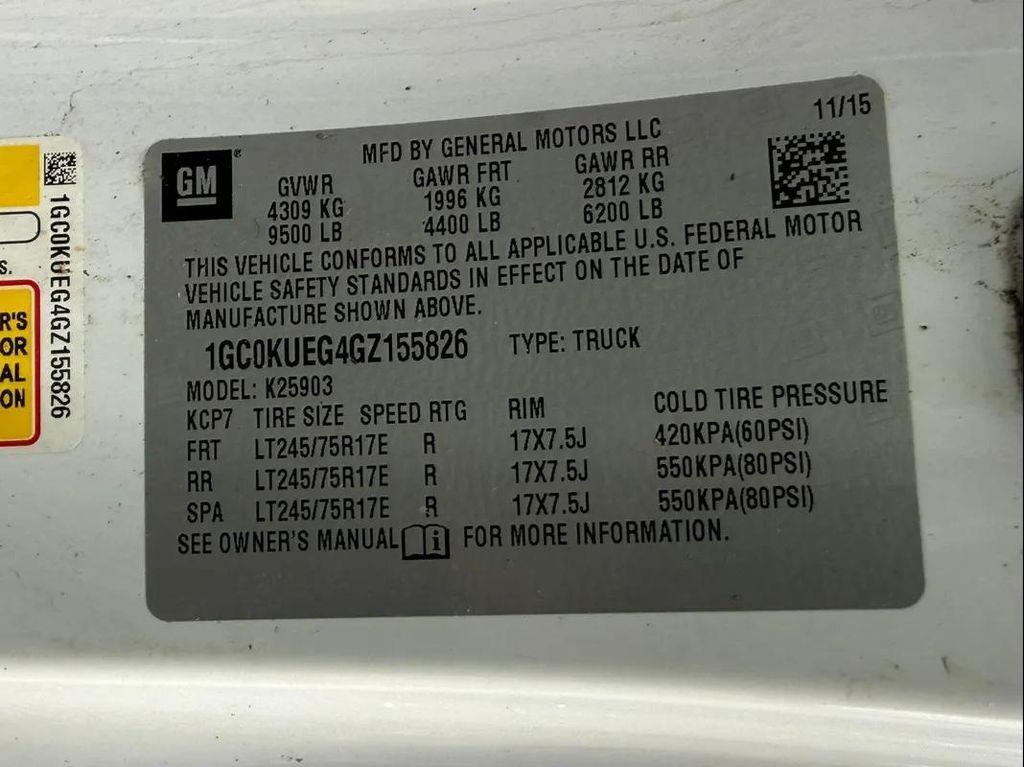 11/15
MFD BY GENERAL MOTORS LLC
GM®
GVWR GAWR FRT GAWR RR
4309 KG 1996 KG 2812 KG
9500 LB 4400 LB 6200 LB
THIS VEHICLE CONFORMS TO ALL APPLICABLE U.S. FEDERAL MOTOR
VEHICLE SAFETY STANDARDS IN EFFECT ON THE DATE OF
MANUFACTURE SHOWN ABOVE.
1GC0KUEG4GZ155826 TYPE: TRUCK
MODEL: K25903
KCP7 TIRE SIZE SPEED RTG RIM COLD TIRE PRESSURE
FRT LT245/75R17E R 17X7.5J 420KPA(60PSI)
RR LT245/75R17E R 17X7.5J 550KPA(80PSI)
SPA LT245/75R17E R 17X7.5J 550KPA(80PSI)
SEE OWNER'S MANUAL i FOR MORE INFORMATION.
1GC0KUEG4GZ155826
S.
R'S
OR
AL
ON